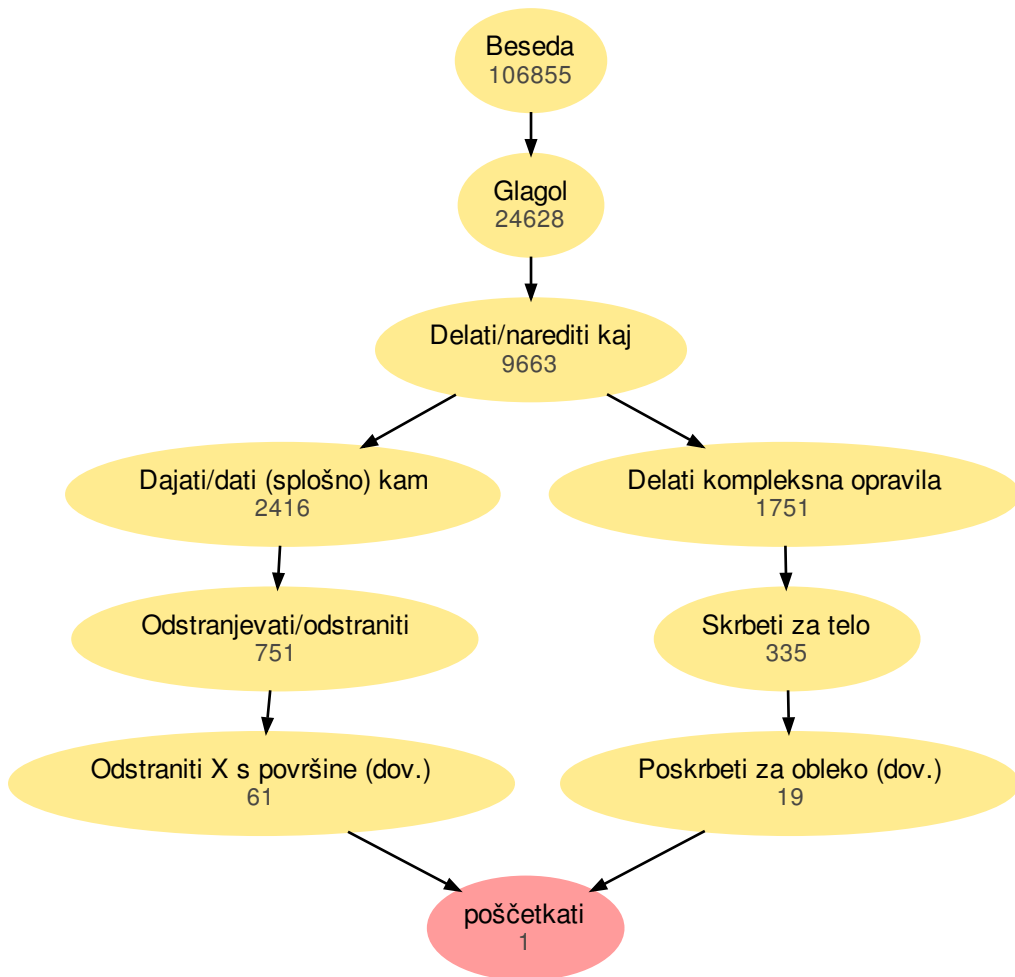 Beseda
106855
Glagol
24628
Delati/narediti kaj
9663
Dajati/dati (splošno) kam
2416
Delati kompleksna opravila
1751
Odstranjevati/odstraniti
751
Skrbeti za telo
335
Odstraniti X s površine (dov.)
61
Poskrbeti za obleko (dov.)
19
poščetkati
1